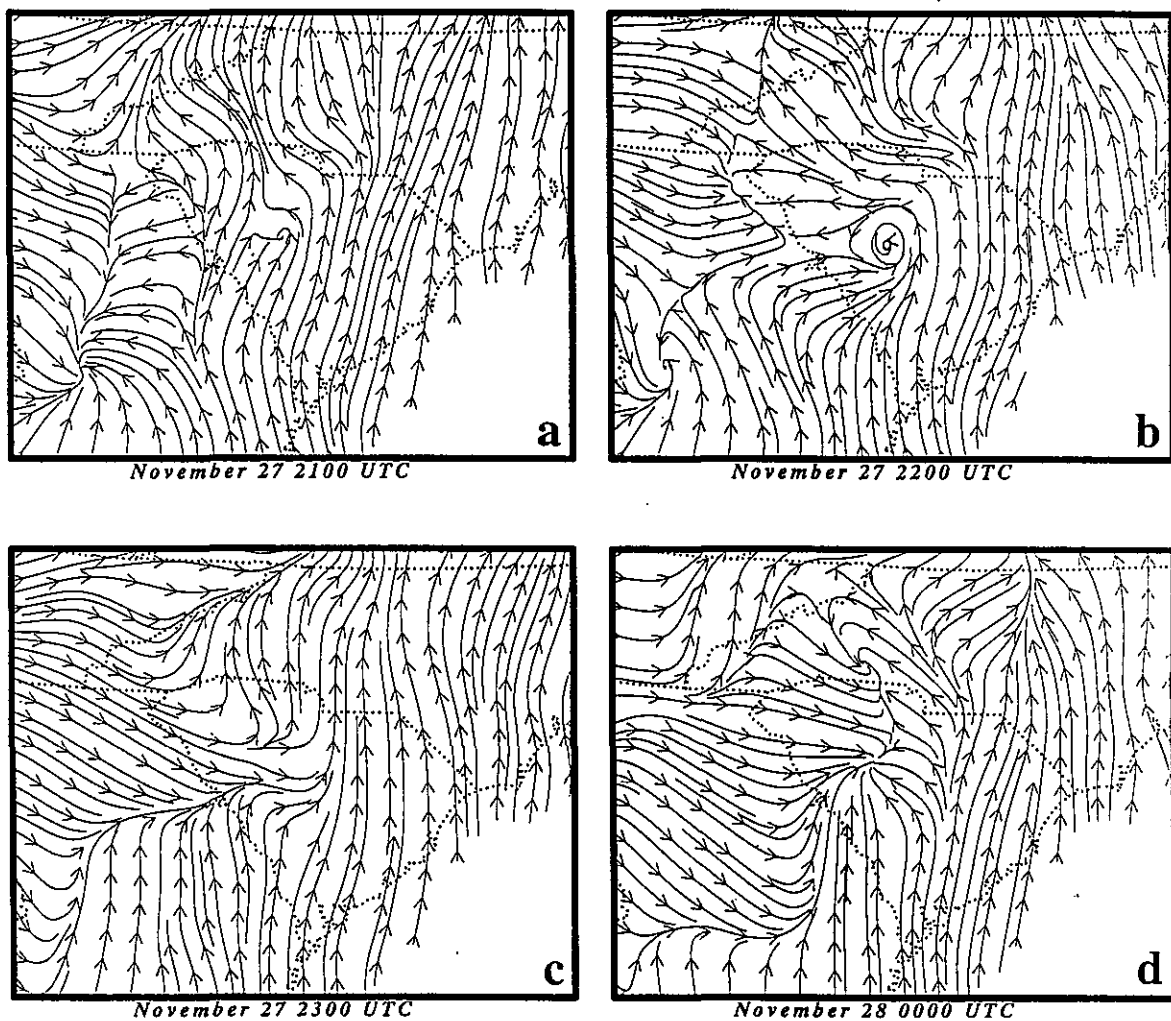 a
b
November 27 2100 UTC
November 27 2200 UTC
c
d
November 27 2300 UTC
November 28 0000 UTC